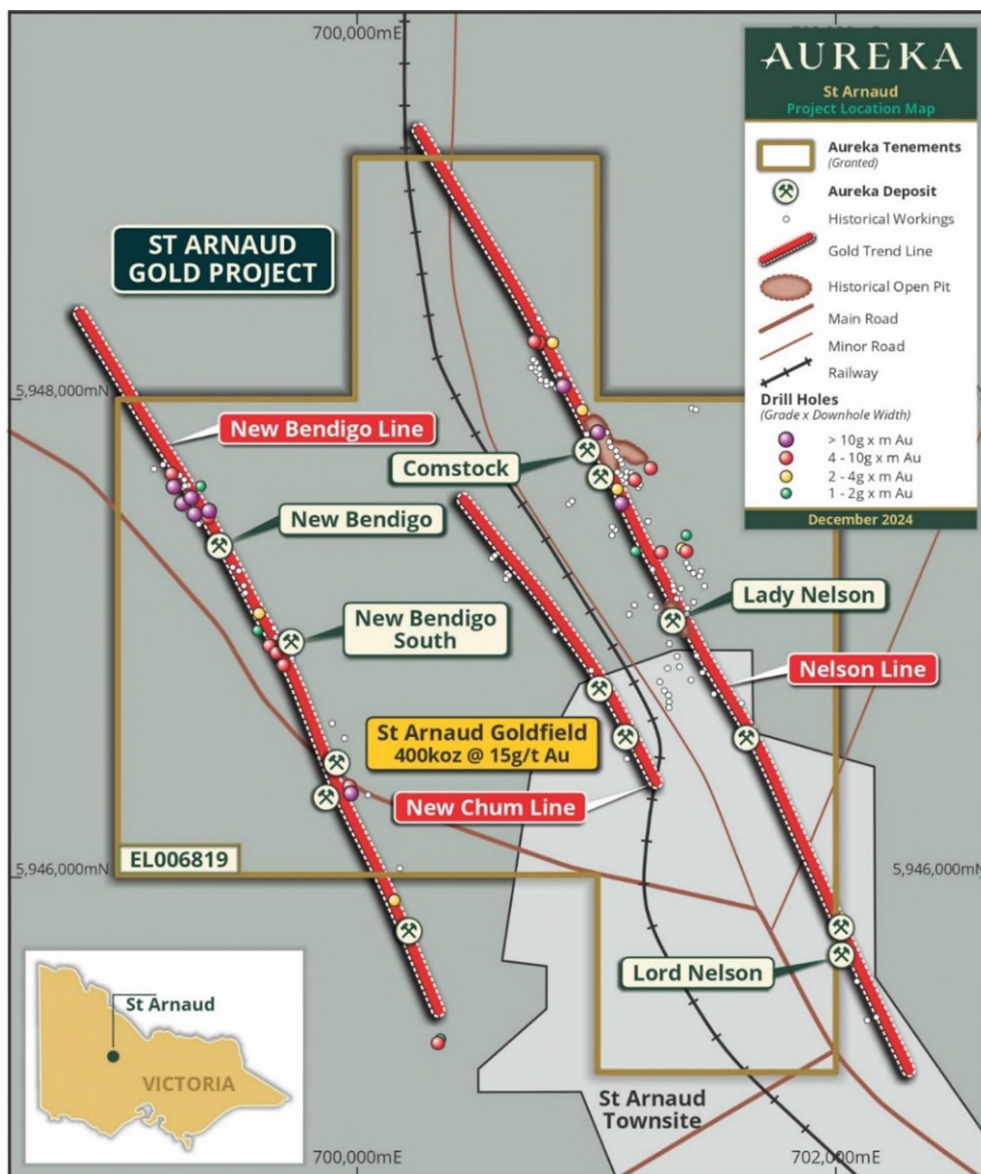 700,000mE
AUREKA
St Arnaud
Project Location Map
Aureka Tenements
(Granted)
Aureka Deposit
Historical Workings
Gold Trend Line
Historical Open Pit
Main Road
Minor Road
Railway
Drill Holes
(Grade x Downhole Width)
> 10g x m Au
4 - 10g x m Au
2 - 4g x m Au
1 - 2g x m Au
December 2024
ST ARNAUD
GOLD PROJECT
5,948,000mN
New Bendigo Line
Comstock
New Bendigo
Lady Nelson
New Bendigo
South
Nelson Line
St Arnaud Goldfield
400koz @ 15g/t Au
New Chum Line
EL006819
5,946,000mN
5,946,000mN
Lord Nelson
St Arnaud
VICTORIA
St Arnaud
Townsite
700,000mE
702,000mE